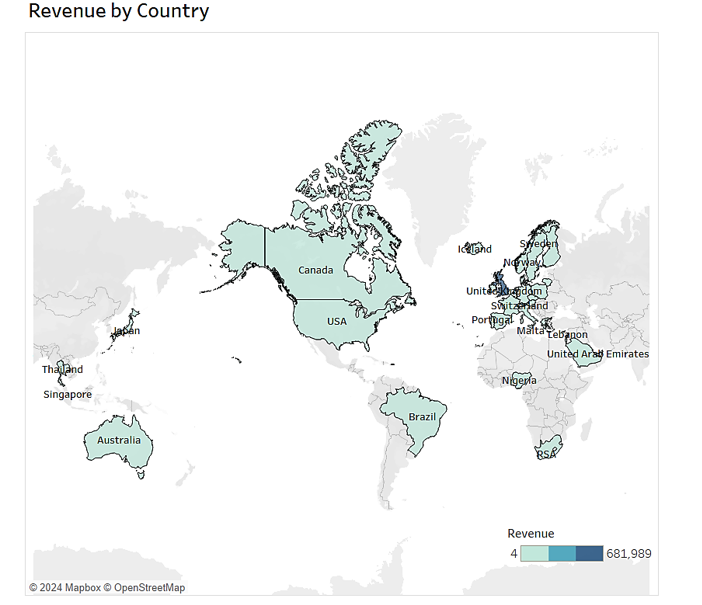 Revenue by Country
Canada
Iceland
Sweden
Norway
United Kingdom
Switzerland
USA
Portugal
Malta
Lebanon
Japan
United Arab Emirates
Thailand
Nigeria
Singapore
Brazil
Australia
RSA
Revenue
4 681,989
© 2024 Mapbox © OpenStreetMap